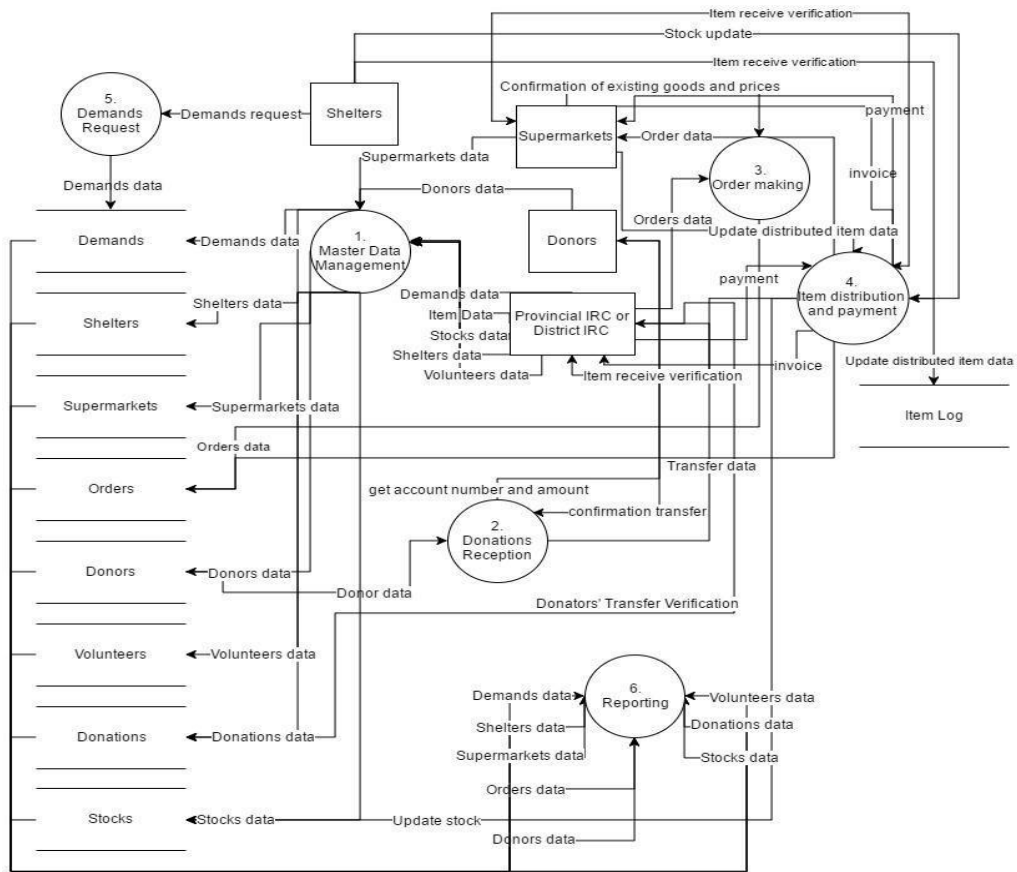 Item receive verification
Stock update
Item receive verification
5.
Demands
Request
Demands request
Shelters
Confirmation of existing goods and prices
payment
Supermarkets
Order data
Supermarkets data
3.
Order making
invoice
Demands data
Donors data
Orders data
Update distributed item data
Demands
Demands data
1.
Master Data
Management
Donors
payment
4.
Item distribution
and payment
Demands data
Item Data
Stocks data
Shelters data
Volunteers data
Provincial IRC or
District IRC
Shelters data
Shelters
Item receive verification
invoice
Update distributed item data
Supermarkets
Supermarkets data
Item Log
Orders data
Transfer data
Orders
get account number and amount
confirmation transfer
2.
Donations
Reception
Donors
Donors data
Donor data
Donators' Transfer Verification
Volunteers
Volunteers data
6.
Reporting
Demands data
Shelters data
Supermarkets data
Volunteers data
Donations data
Stocks data
Donations
Donations data
Orders data
Stocks
Stocks data
Update stock
Donors data